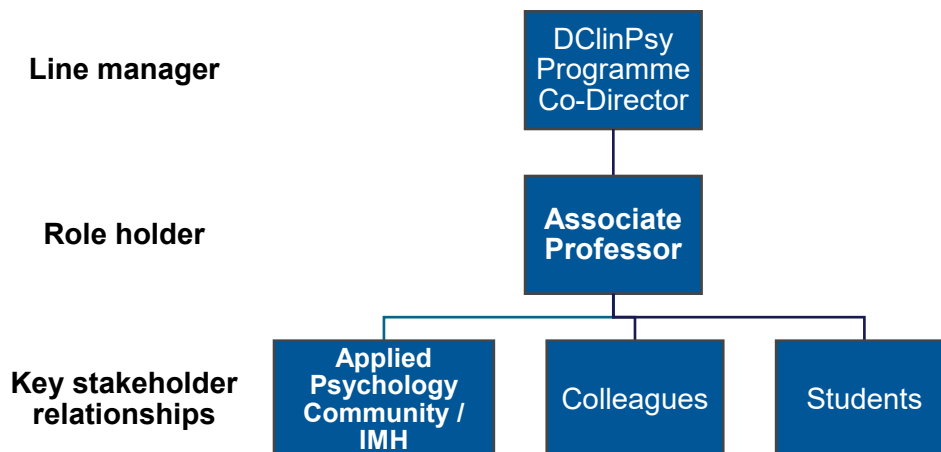 Line manager
DClinPsy
Programme
Co-Director
Role holder
Associate
Professor
Key stakeholder
relationships
Applied
Psychology
Community /
IMH
Colleagues
Students